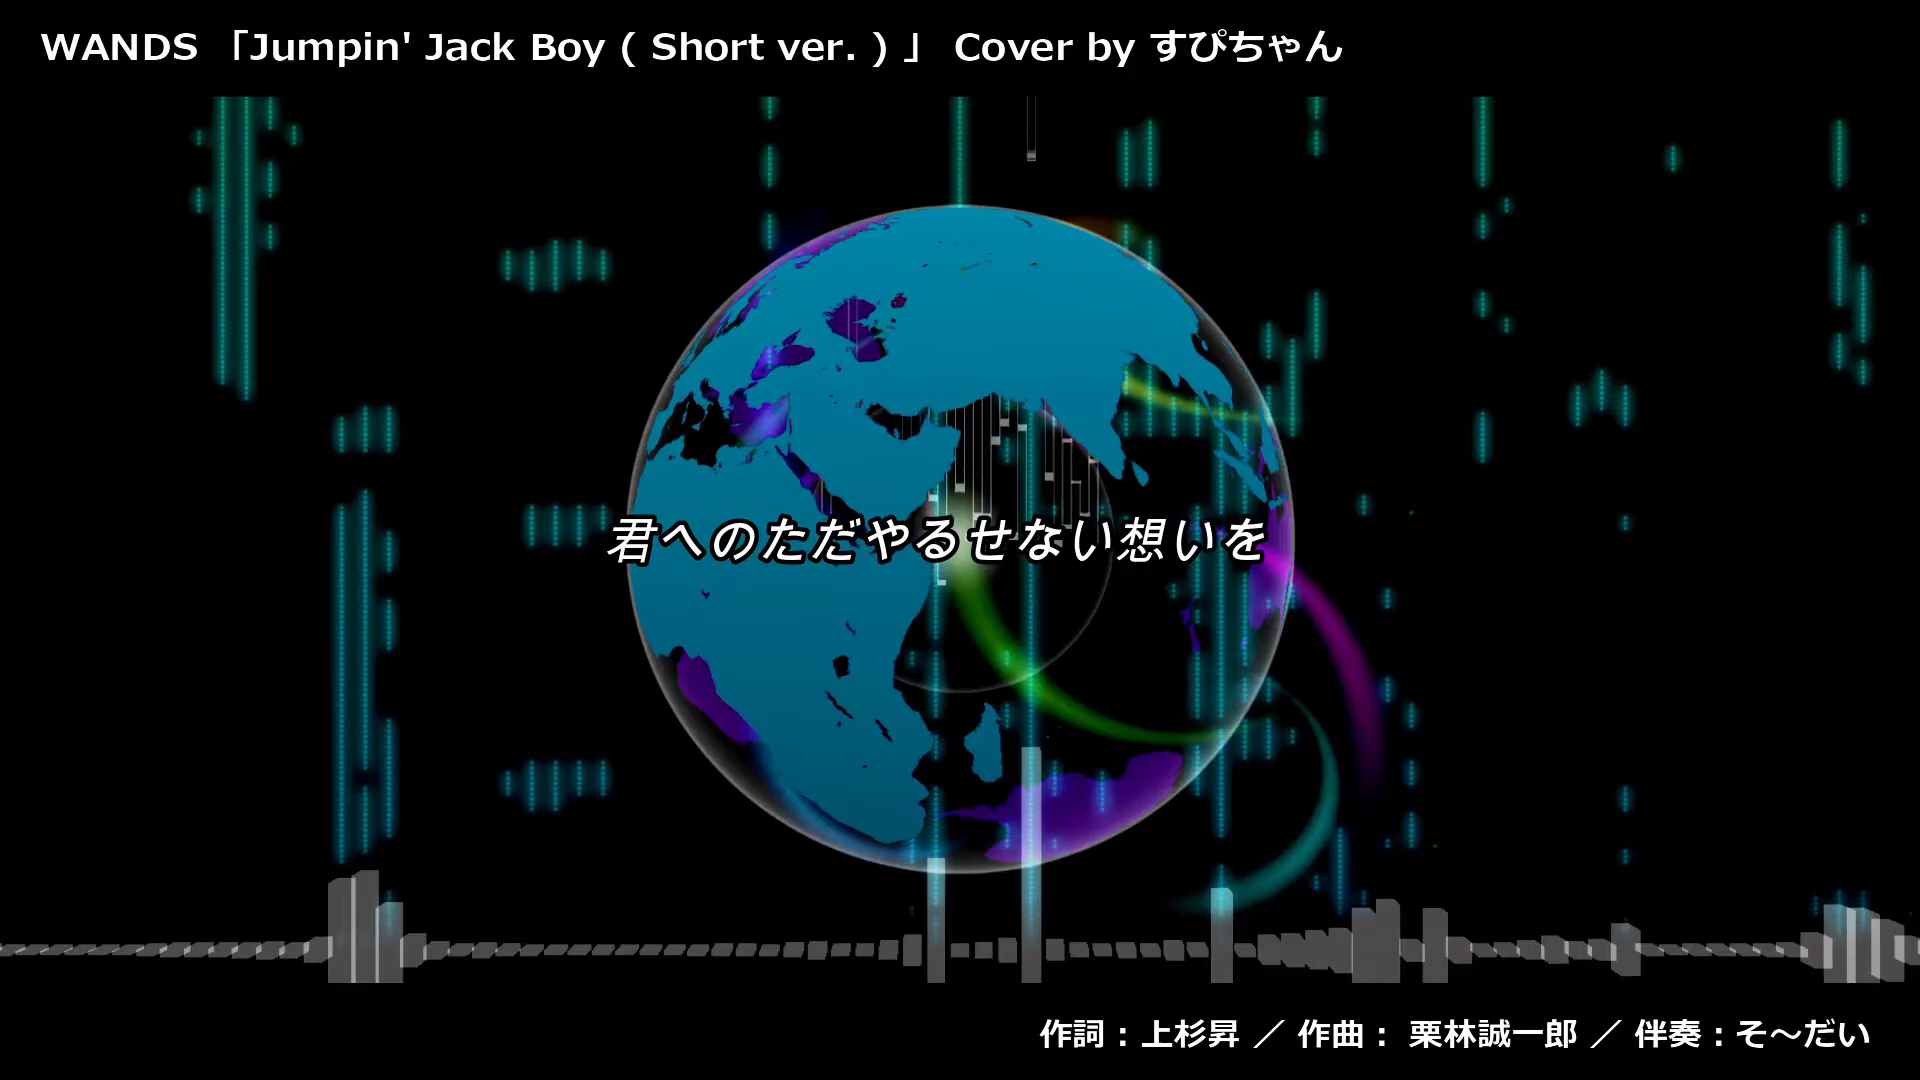 WANDS 「Jumpin' Jack Boy ( Short ver. ) 」 Cover by すぴちゃん
君へのただやるせない想いを
作詞：上杉昇 ／ 作曲： 栗林誠一郎 ／ 伴奏：そ～だい